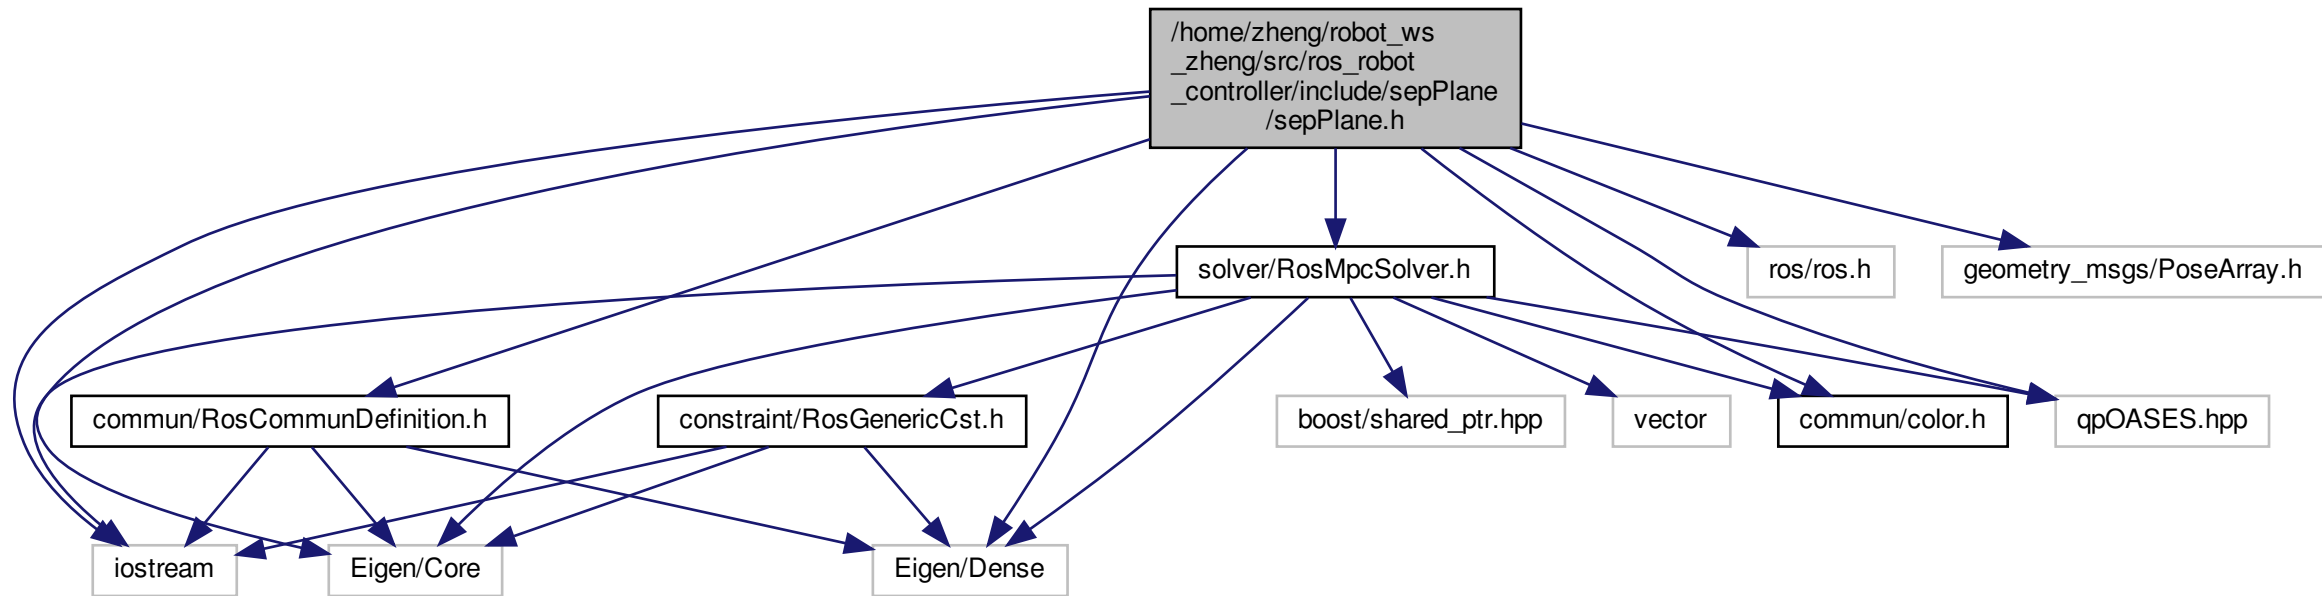 /home/zheng/robot_ws
_zheng/src/ros_robot
_controller/include/sepPlane
/sepPlane.h
solver/RosMpcSolver.h
ros/ros.h
geometry_msgs/PoseArray.h
commun/RosCommunDefinition.h
constraint/RosGenericCst.h
boost/shared_ptr.hpp
vector
commun/color.h
qpOASES.hpp
iostream
Eigen/Core
Eigen/Dense